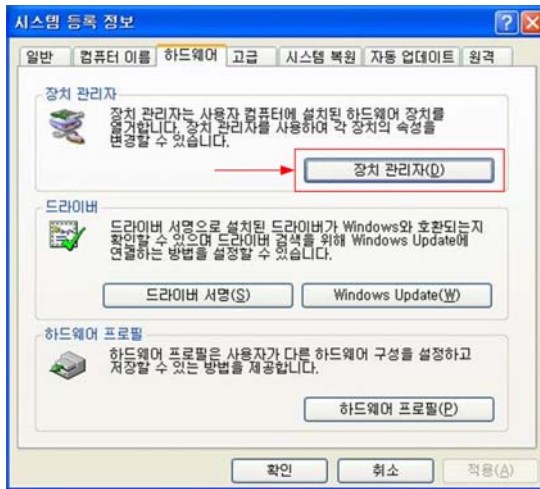 시스템 등록 정보
일반 컴퓨터 이름 하드웨어 고급 시스템 복원 자동 업데이트 원격
장치 관리자
장치 관리자는 사용자 컴퓨터에 설치된 하드웨어 장치를
열거합니다. 장치 관리자를 사용하여 각 장치의 속성을
변경할 수 있습니다.
장치 관리자(D)
드라이버
드라이버 서명으로 설치된 드라이버가 Windows와 호환되는지
확인할 수 있으며 드라이버 검색을 위해 Windows Update에
연결하는 방법을 설정할 수 있습니다.
드라이버 서명(S) Windows Update(W)
하드웨어 프로필
하드웨어 프로필은 사용자가 다른 하드웨어 구성을 설정하고
저장할 수 있는 방법을 제공합니다.
하드웨어 프로필(P)
확인 취소 적용(A)